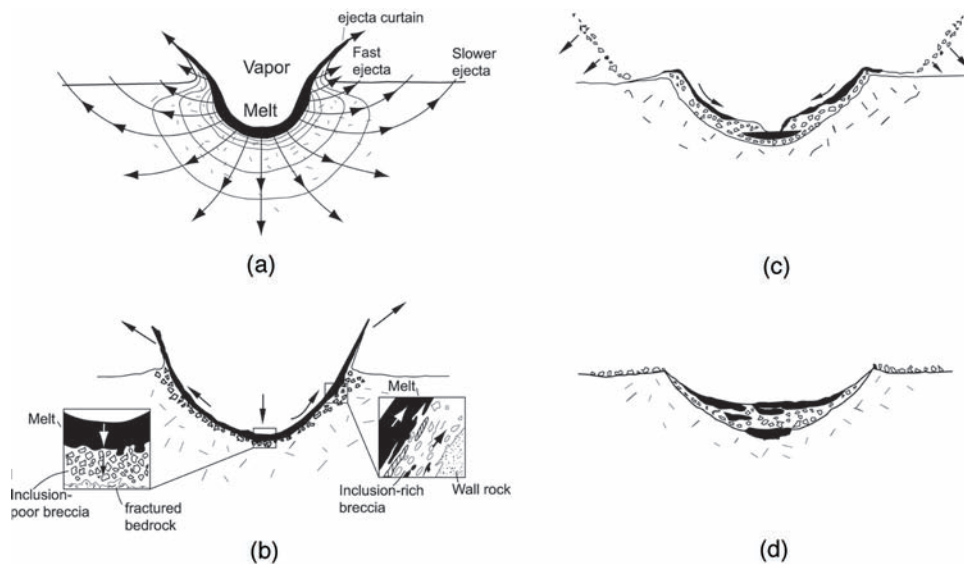 ejecta curtain
Vapor
Fast
ejecta
Slower
ejecta
Melt
(a)
(c)
Melt
Inclusion-
poor breccia
fractured
bedrock
Melt
Inclusion-rich
breccia
Wall rock
(b)
(d)